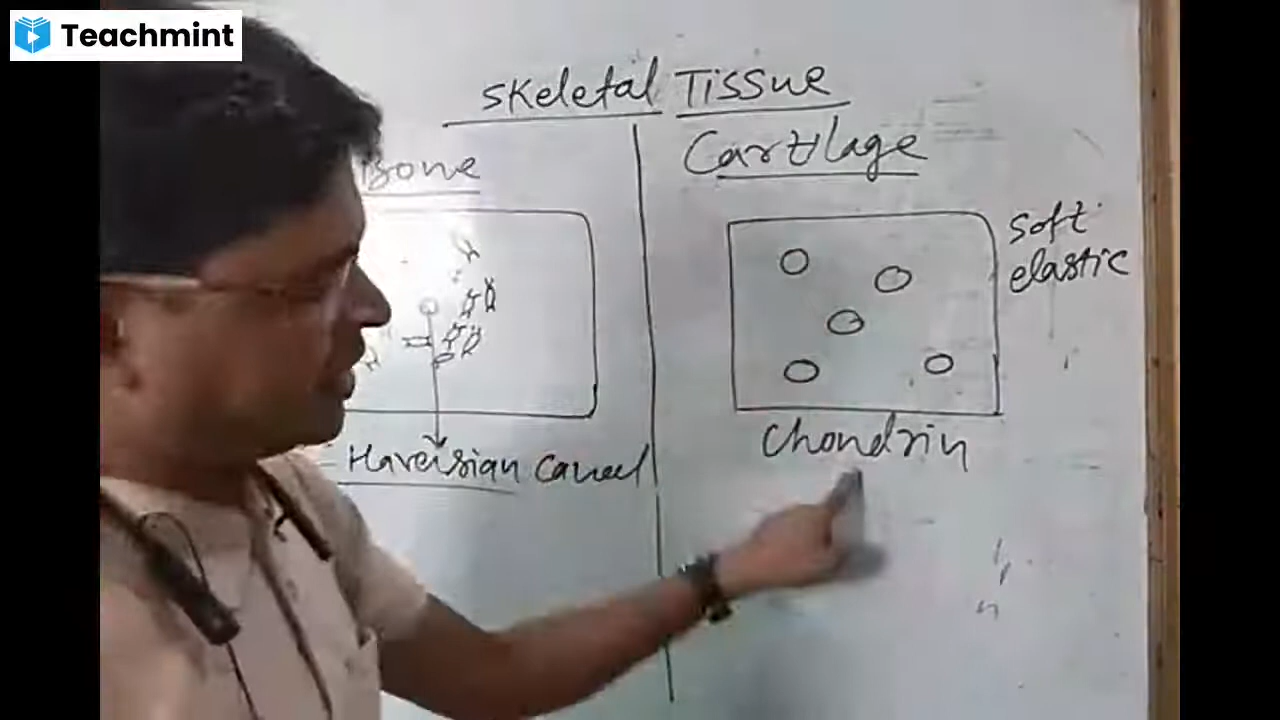 Teachmint
Skeletal Tissue
Bone
Cartilage
soft
elastic
Haversian Canal
Chondrin